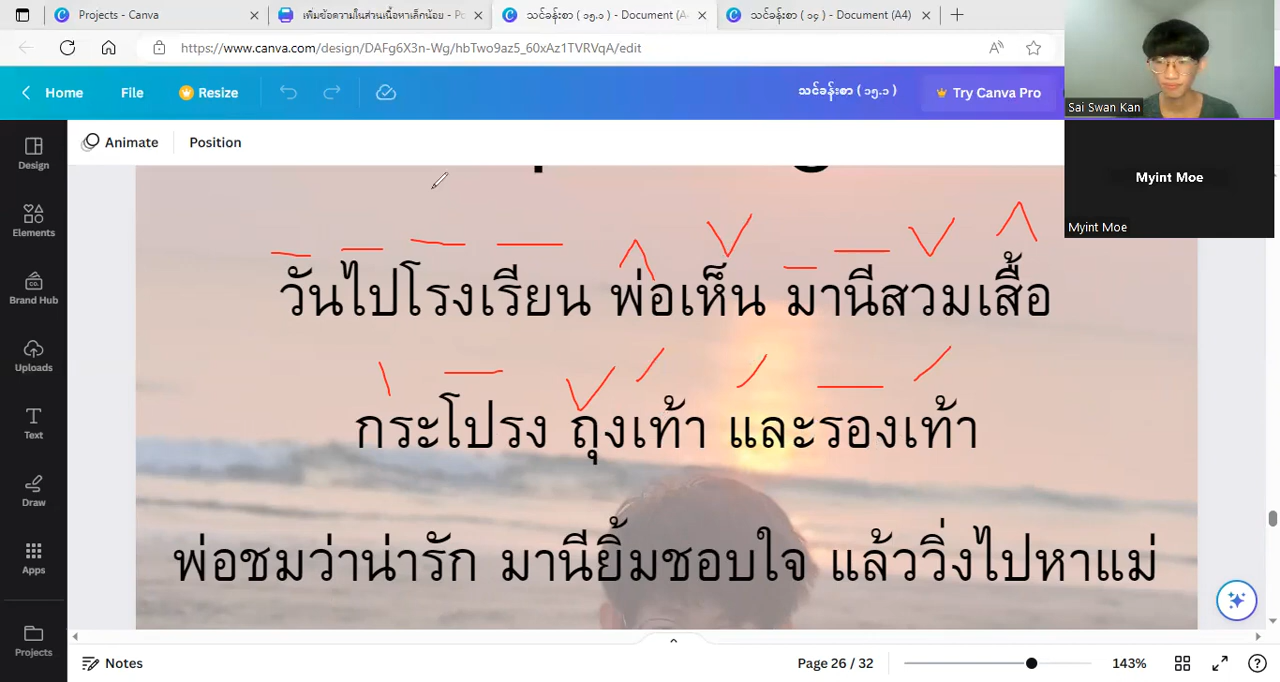 Projects - Canva
เพิ่มข้อความในส่วนเนื้อหาเล็กน้อย - Po
သင်ခန်းစာ (၁၅.၁) - Document (A4
သင်ခန်းစာ (၁၄) - Document (A4)
https://www.canva.com/design/DAFg6X3n-Wg/hbTwo9az5_60xAz1TVRVqA/edit
Home
File
Resize
သင်ခန်းစာ (၁၅.၁)
Try Canva Pro
Sai Swan Kan
Myint Moe
Myint Moe
Animate
Position
Design
Elements
Brand Hub
Uploads
Text
Draw
Apps
Projects
วันไปโรงเรียน พ่อเห็น มานีสวมเสื้อ
กระโปรง ถุงเท้า และรองเท้า
พ่อชมว่าน่ารัก มานียิ้มชอบใจ แล้ววิ่งไปหาแม่
Notes
Page 26 / 32
143%